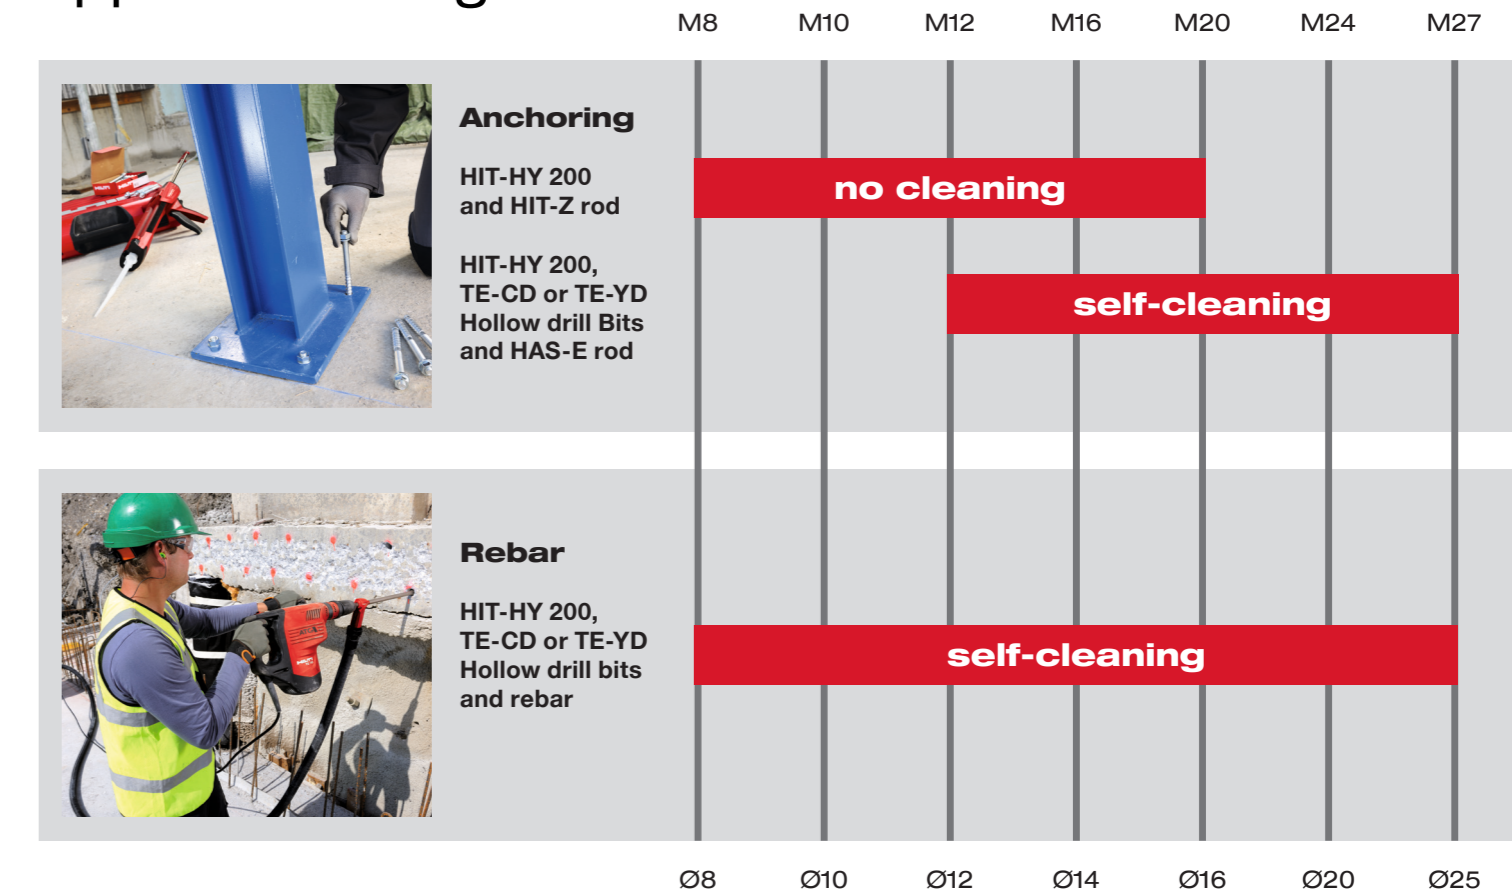 M8 M10 M12 M16 M20 M24 M27
Anchoring
HIT-HY 200
and HIT-Z rod
no cleaning
HIT-HY 200,
TE-CD or TE-YD
Hollow drill Bits
and HAS-E rod
self-cleaning
Rebar
HIT-HY 200,
TE-CD or TE-YD
Hollow drill bits
and rebar
self-cleaning
Ø8 Ø10 Ø12 Ø14 Ø16 Ø20 Ø25